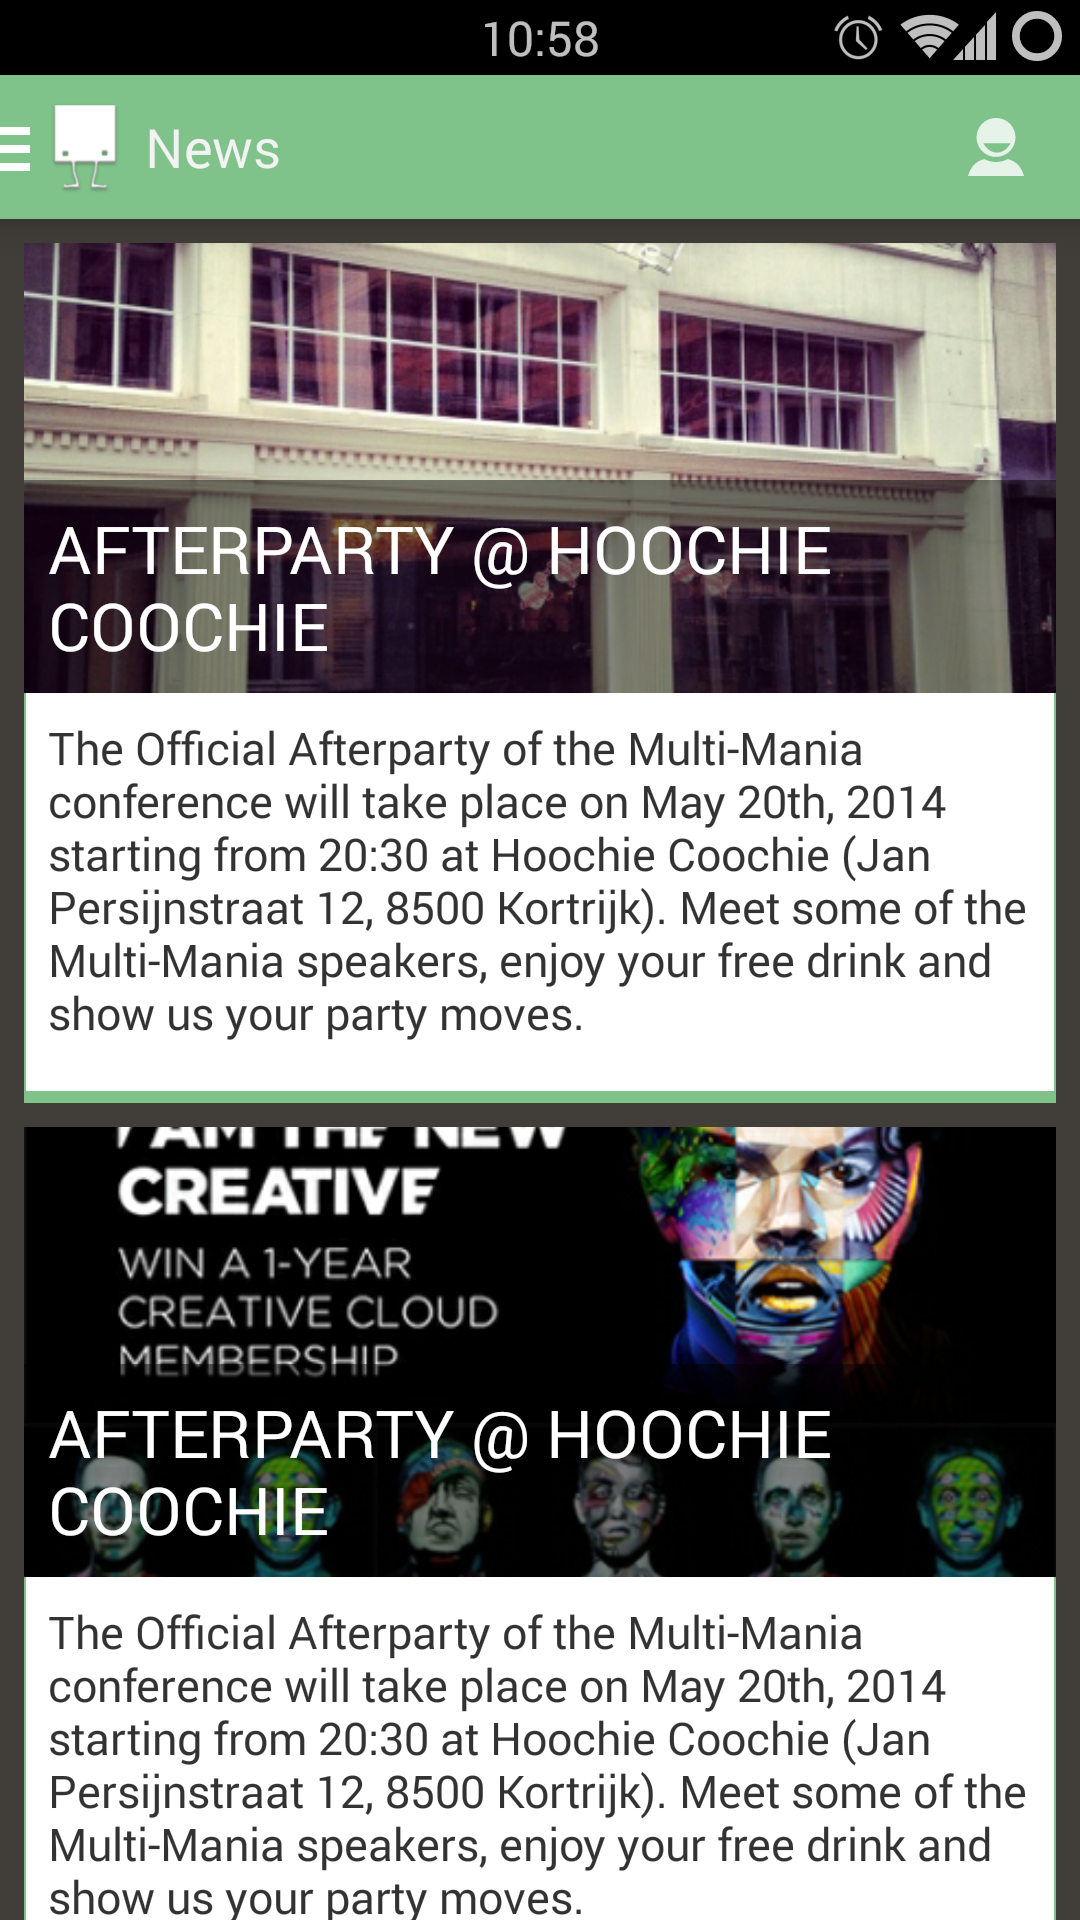 10:58
News
AFTERPARTY @ HOOCHIE
COOCHIE
The Official Afterparty of the Multi-Mania
conference will take place on May 20th, 2014
starting from 20:30 at Hoochie Coochie (Jan
Persijnstraat 12, 8500 Kortrijk). Meet some of the
Multi-Mania speakers, enjoy your free drink and
show us your party moves.
I AM THE NEW
CREATIVE
WIN A 1-YEAR
CREATIVE CLOUD
MEMBERSHIP
AFTERPARTY @ HOOCHIE
COOCHIE
The Official Afterparty of the Multi-Mania
conference will take place on May 20th, 2014
starting from 20:30 at Hoochie Coochie (Jan
Persijnstraat 12, 8500 Kortrijk). Meet some of the
Multi-Mania speakers, enjoy your free drink and
show us your party moves.